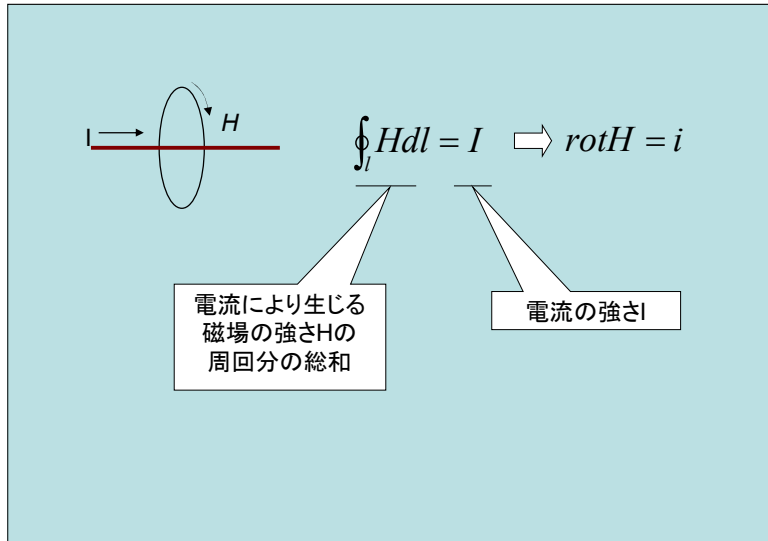 I
H
∮_l Hdl = I ⇨ rotH = i
電流により生じる
磁場の強さHの
周回分の総和
電流の強さI